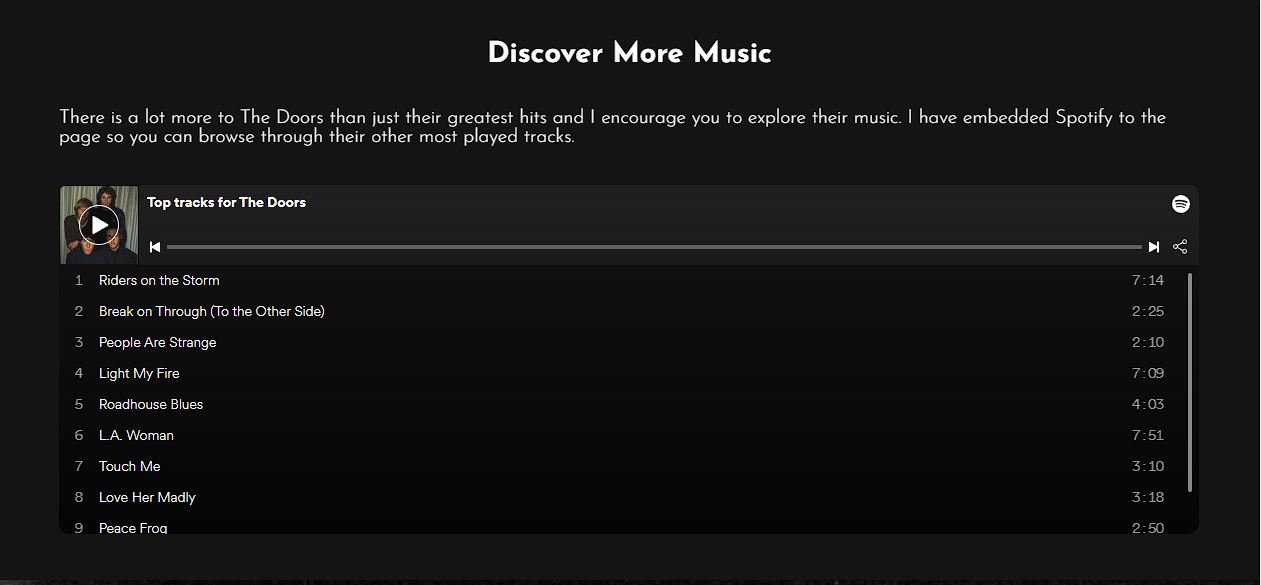 Discover More Music
There is a lot more to The Doors than just their greatest hits and I encourage you to explore their music. I have embedded Spotify to the
page so you can browse through their other most played tracks.
Top tracks for The Doors
1 Riders on the Storm 7:14
2 Break on Through (To the Other Side) 2:25
3 People Are Strange 2:10
4 Light My Fire 7:09
5 Roadhouse Blues 4:03
6 L.A. Woman 7:51
7 Touch Me 3:10
8 Love Her Madly 3:18
9 Peace Frog 2:50